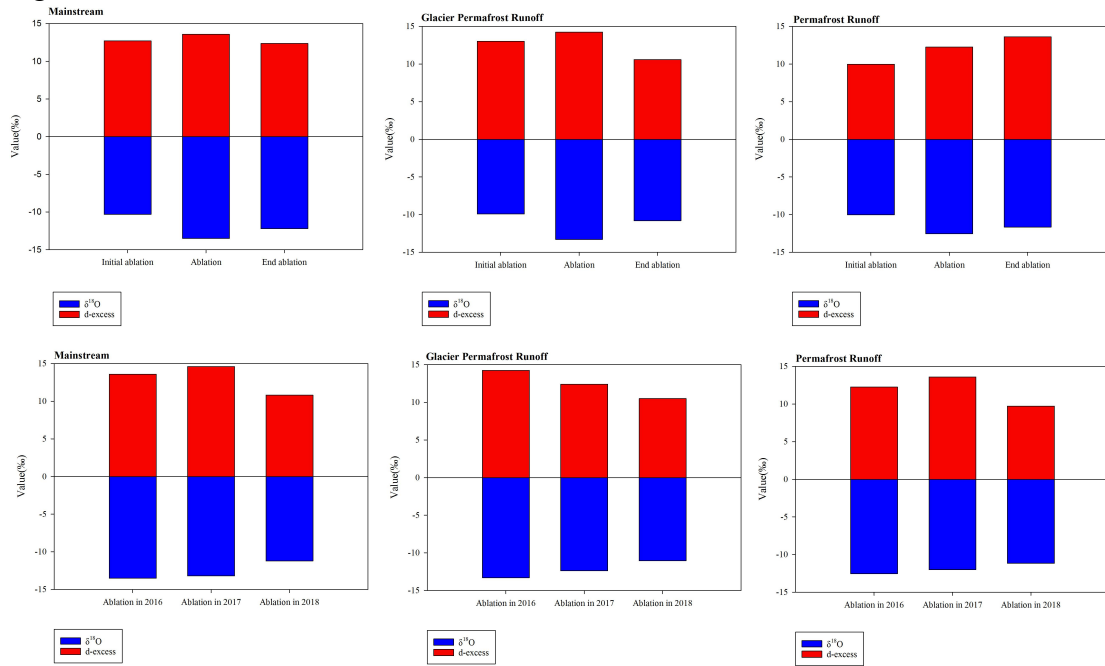 Mainstream
15
10
5
0
-5
-10
-15
Value(‰)
Initial ablation Ablation End ablation
δ18O
d-excess
Glacier Permafrost Runoff
15
10
5
0
-5
-10
-15
Value(‰)
Initial ablation Ablation End ablation
δ18O
d-excess
Permafrost Runoff
15
10
5
0
-5
-10
-15
Value(‰)
Initial ablation Ablation End ablation
δ18O
d-excess
Mainstream
15
10
5
0
-5
-10
-15
Value(‰)
Ablation in 2016 Ablation in 2017 Ablation in 2018
δ18O
d-excess
Glacier Permafrost Runoff
15
10
5
0
-5
-10
-15
Value(‰)
Ablation in 2016 Ablation in 2017 Ablation in 2018
δ18O
d-excess
Permafrost Runoff
15
10
5
0
-5
-10
-15
Value(‰)
Ablation in 2016 Ablation in 2017 Ablation in 2018
δ18O
d-excess